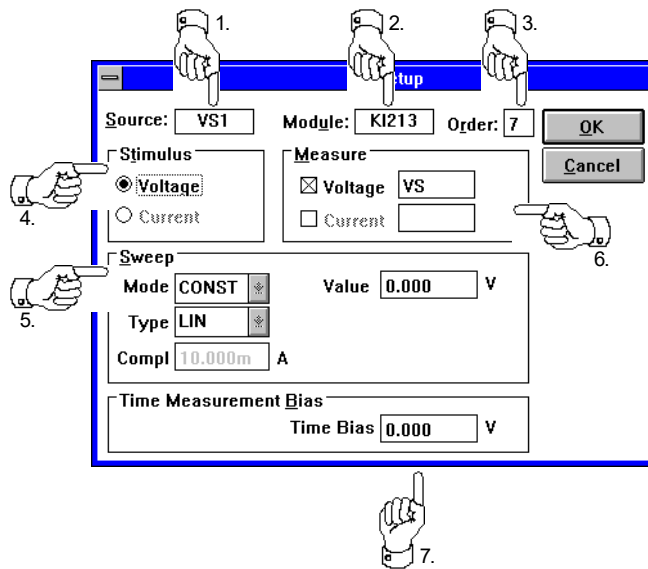 1. 2. 3.
etup
Source: VS1 Module: KI213 Order: 7 OK
Cancel
Stimulus Measure
Voltage Voltage VS
Current Current
4. 6.
Sweep
Mode CONST Value 0.000 V
5.
Type LIN
Compl 10.000m A
Time Measurement Bias
Time Bias 0.000 V
7.